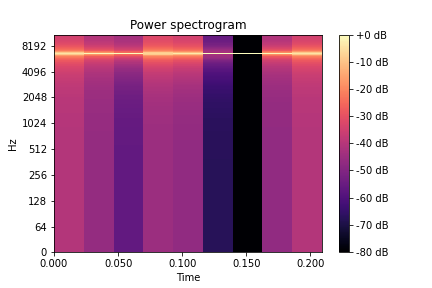 Power spectrogram
Hz
8192
4096
2048
1024
512
256
128
64
0
0.000 0.050 0.100 0.150 0.200
Time
+0 dB
-10 dB
-20 dB
-30 dB
-40 dB
-50 dB
-60 dB
-70 dB
-80 dB